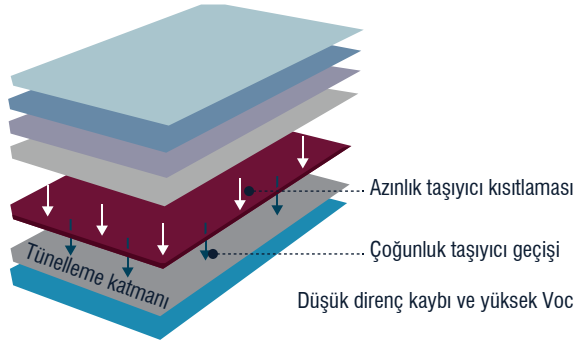 Azınlık taşıyıcı kısıtlaması
Çoğunluk taşıyıcı geçişi
Tünelleme katmanı
Düşük direnç kaybı ve yüksek Voc